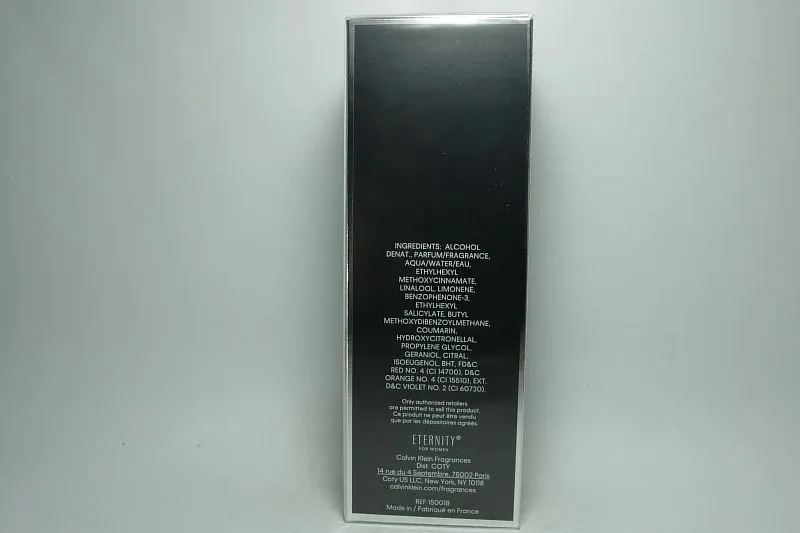 INGREDIENTS: ALCOHOL
DENAT., PARFUM/FRAGRANCE,
AQUA/WATER/EAU,
ETHYLHEXYL
METHOXYCINNAMATE,
LINALOOL, LIMONENE,
BENZOPHENONE-3,
ETHYLHEXYL
SALICYLATE, BUTYL
METHOXYDIBENZOYLMETHANE,
COUMARIN,
HYDROXYCITRONELLAL,
PROPYLENE GLYCOL,
GERANIOL, CITRAL,
ISOEUGENOL, BHT, FD&C
RED NO. 4 (CI 14700), D&C
ORANGE NO. 4 (CI 15510), EXT.
D&C VIOLET NO. 2 (CI 60730).
Only authorized retailers
are permitted to sell this product.
Ce produit ne peut être vendu
que par les dépositaires agréés.
ETERNITY®
FOR WOMEN
Calvin Klein Fragrances
Dist. COTY
14 rue du 4 Septembre, 75002 Paris
Coty US LLC, New York, NY 10118
calvinklein.com/fragrances
REF 150018
Made in / Fabriqué en France